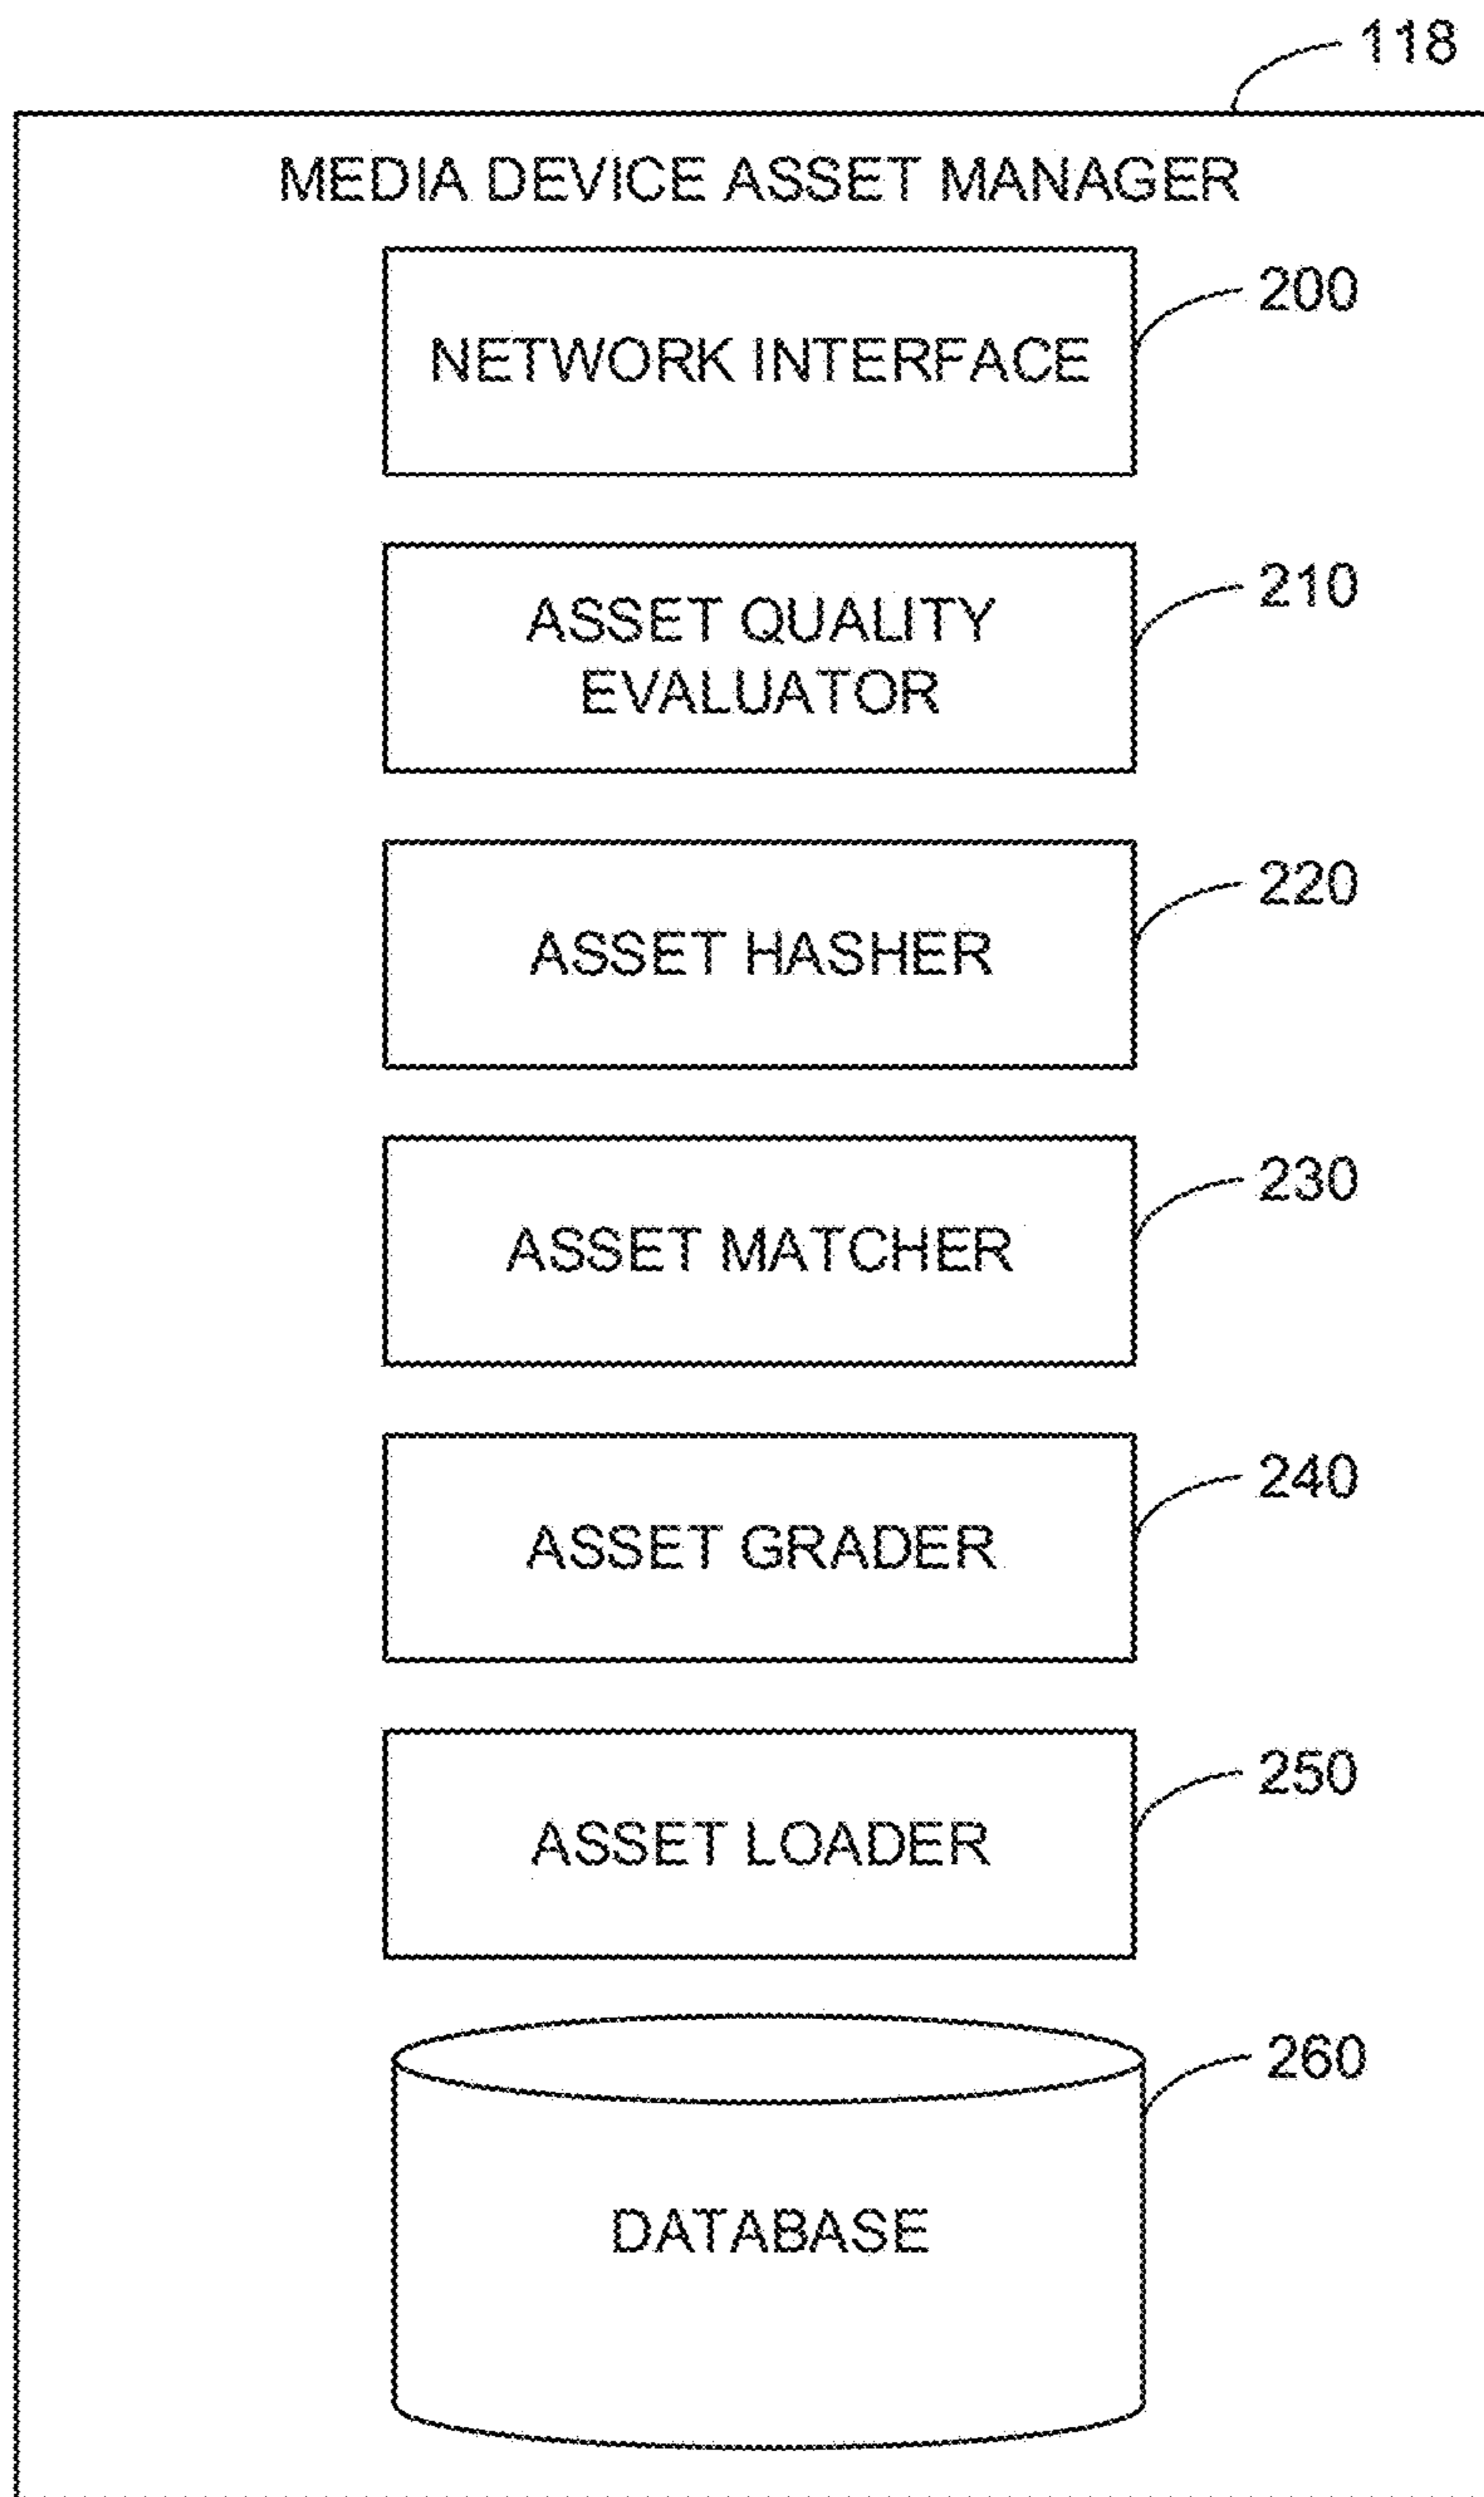 118
MEDIA DEVICE ASSET MANAGER
200
NETWORK INTERFACE
210
ASSET QUALITY
EVALUATOR
220
ASSET HASHER
230
ASSET MATCHER
240
ASSET GRADER
250
ASSET LOADER
260
DATABASE